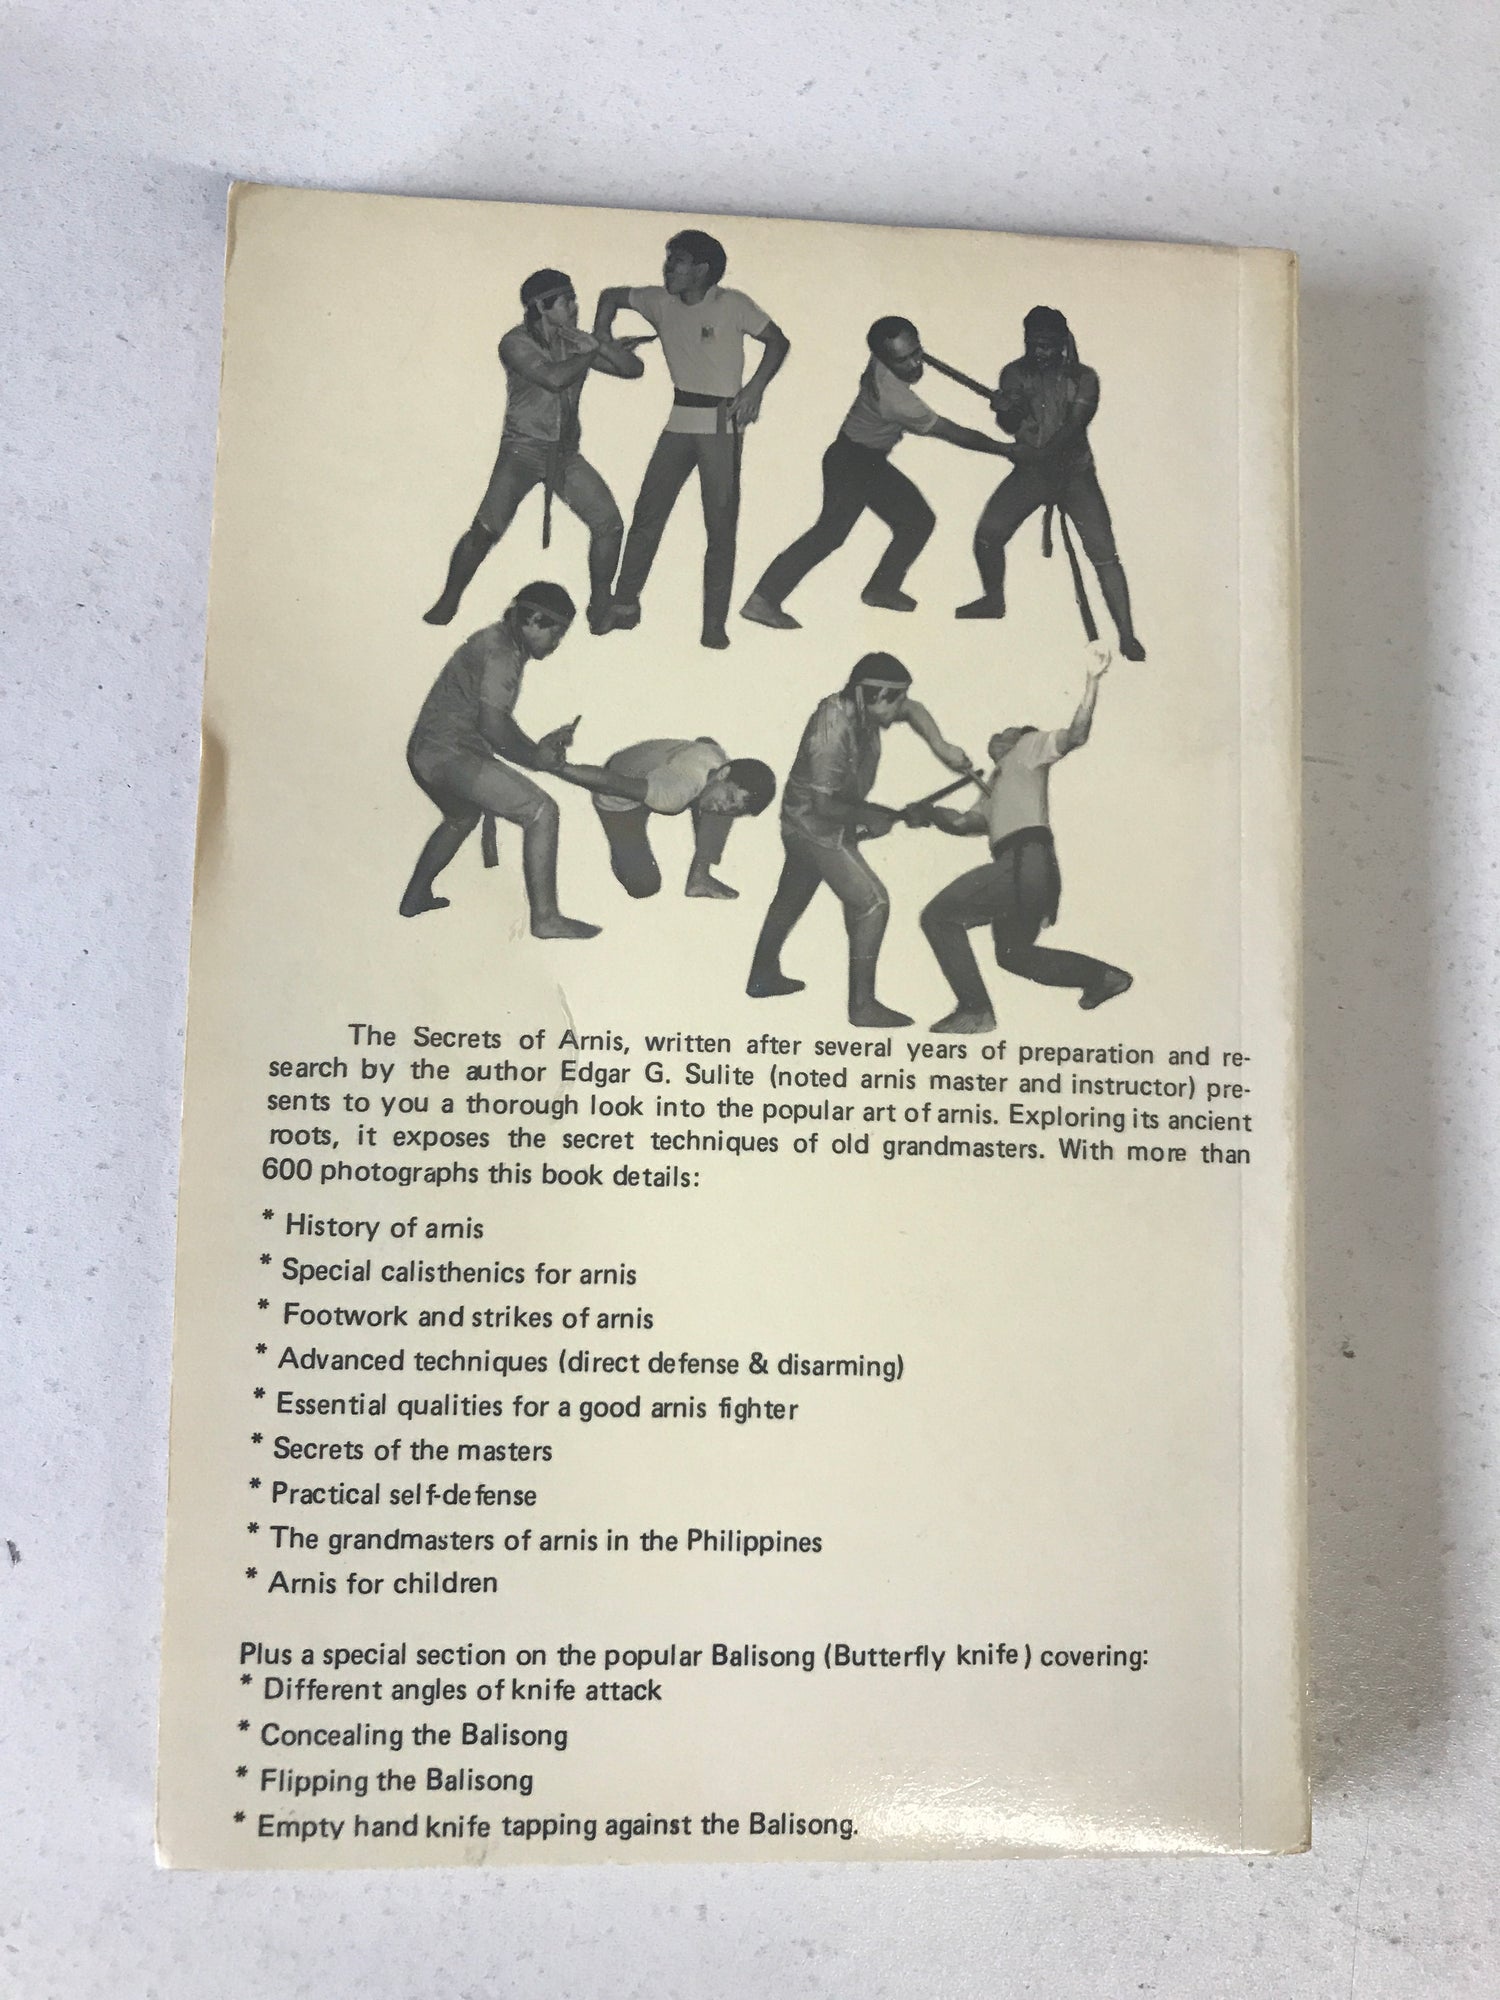 The Secrets of Arnis, written after several years of preparation and re-
search by the author Edgar G. Sulite (noted arnis master and instructor) pre-
sents to you a thorough look into the popular art of arnis. Exploring its ancient
roots, it exposes the secret techniques of old grandmasters. With more than
600 photographs this book details:
* History of arnis
* Special calisthenics for arnis
* Footwork and strikes of arnis
* Advanced techniques (direct defense & disarming)
* Essential qualities for a good arnis fighter
* Secrets of the masters
* Practical self-defense
* The grandmasters of arnis in the Philippines
* Arnis for children
Plus a special section on the popular Balisong (Butterfly knife) covering:
* Different angles of knife attack
* Concealing the Balisong
* Flipping the Balisong
* Empty hand knife tapping against the Balisong.